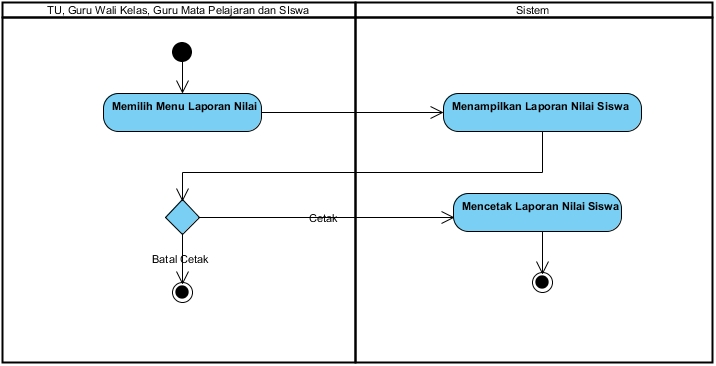 TU, Guru Wali Kelas, Guru Mata Pelajaran dan SIswa
Sistem
Memilih Menu Laporan Nilai
Menampilkan Laporan Nilai Siswa
Mencetak Laporan Nilai Siswa
Cetak
Batal Cetak